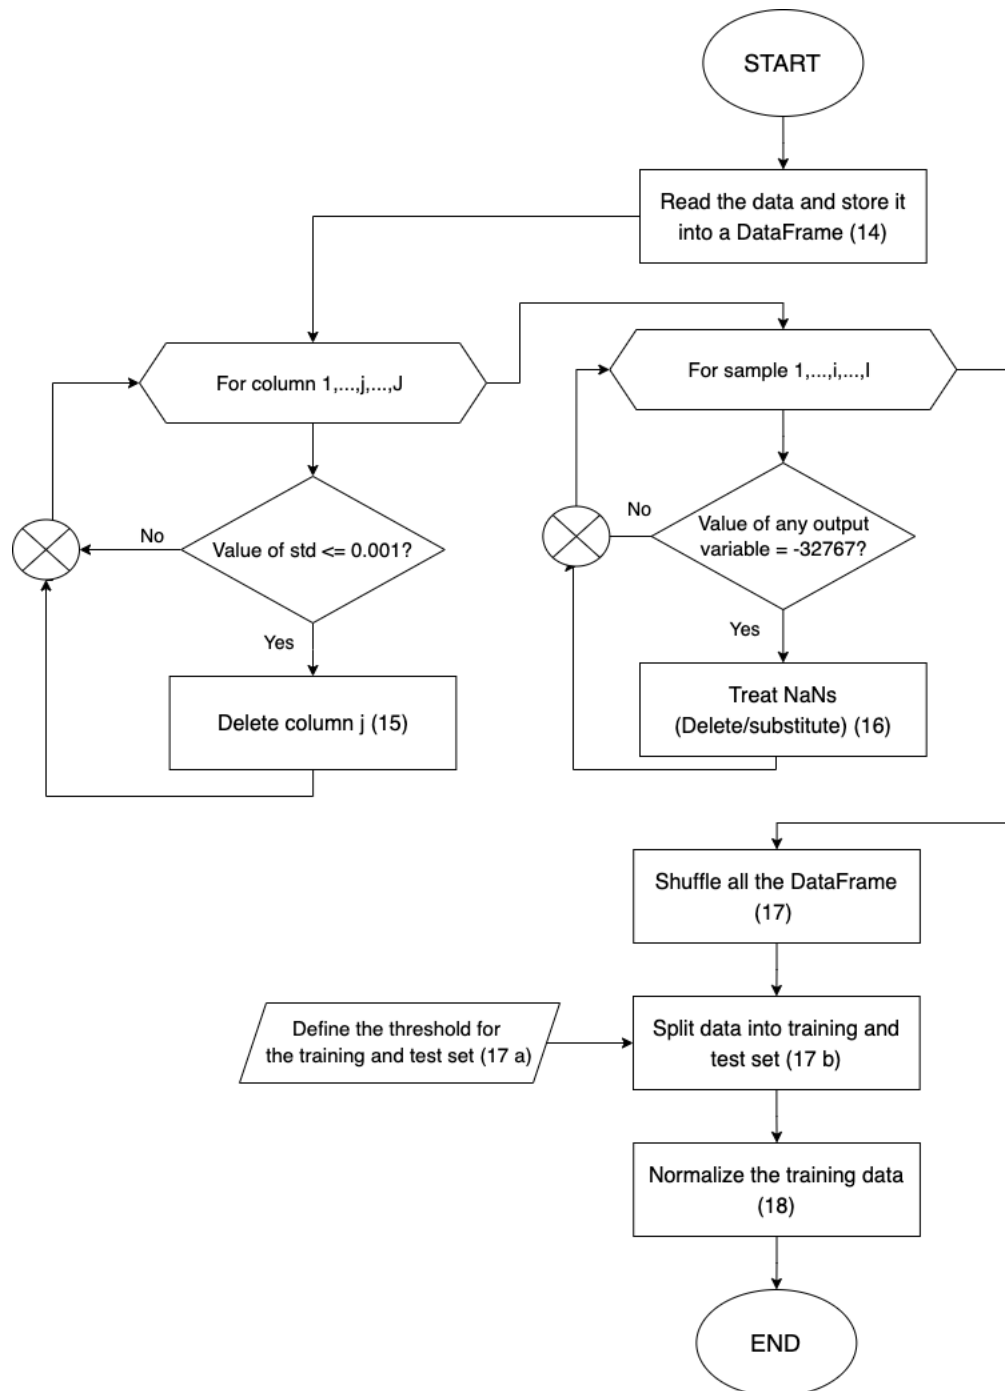 START
Read the data and store it
into a DataFrame (14)
For column 1,...,j,...,J
For sample 1,...,i,...,I
No
Value of std <= 0.001?
Yes
Delete column j (15)
No
Value of any output
variable = -32767?
Yes
Treat NaNs
(Delete/substitute) (16)
Shuffle all the DataFrame
(17)
Define the threshold for
the training and test set (17 a)
Split data into training and
test set (17 b)
Normalize the training data
(18)
END